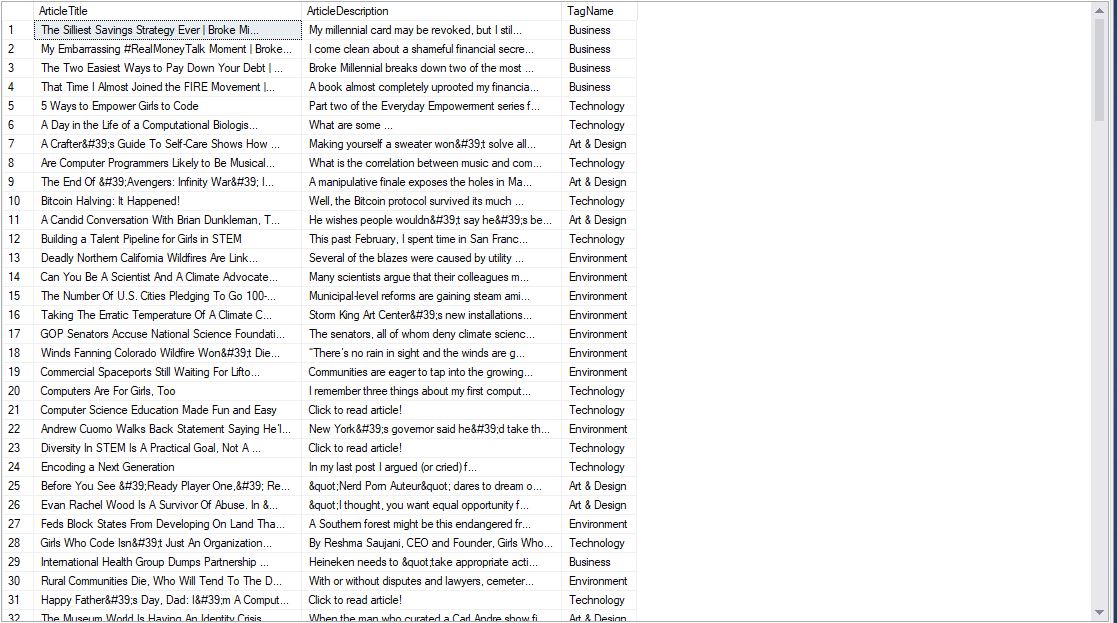 ArticleTitle ArticleDescription TagName
1 The Silliest Savings Strategy Ever | Broke Mi... My millennial card may be revoked, but I stil... Business
2 My Embarrassing #RealMoneyTalk Moment | Broke... I come clean about a shameful financial secre... Business
3 The Two Easiest Ways to Pay Down Your Debt | ... Broke Millennial breaks down two of the most ... Business
4 That Time I Almost Joined the FIRE Movement |... A book almost completely uprooted my financia... Business
5 5 Ways to Empower Girls to Code Part two of the Everyday Empowerment series f... Technology
6 A Day in the Life of a Computational Biologis... What are some ... Technology
7 A Crafter&#39;s Guide To Self-Care Shows How ... Making yourself a sweater won&#39;t solve all... Art & Design
8 Are Computer Programmers Likely to Be Musical... What is the correlation between music and com... Technology
9 The End Of &#39;Avengers: Infinity War&#39; I... A manipulative finale exposes the holes in Ma... Art & Design
10 Bitcoin Halving: It Happened! Well, the Bitcoin protocol survived its much ... Technology
11 A Candid Conversation With Brian Dunkleman, T... He wishes people wouldn&#39;t say he&#39;s be... Art & Design
12 Building a Talent Pipeline for Girls in STEM This past February, I spent time in San Franc... Technology
13 Deadly Northern California Wildfires Are Link... Several of the blazes were caused by utility ... Environment
14 Can You Be A Scientist And A Climate Advocate... Many scientists argue that their colleagues m... Environment
15 The Number Of U.S. Cities Pledging To Go 100-... Municipal-level reforms are gaining steam ami... Environment
16 Taking The Erratic Temperature Of A Climate C... Storm King Art Center&#39;s new installations... Environment
17 GOP Senators Accuse National Science Foundati... The senators, all of whom deny climate scienc... Environment
18 Winds Fanning Colorado Wildfire Won&#39;t Die... “There’s no rain in sight and the winds are g... Environment
19 Commercial Spaceports Still Waiting For Lifto... Communities are eager to tap into the growing... Environment
20 Computers Are For Girls, Too I remember three things about my first comput... Technology
21 Computer Science Education Made Fun and Easy Click to read article! Technology
22 Andrew Cuomo Walks Back Statement Saying He'l... New York&#39;s governor said he&#39;d take th... Environment
23 Diversity In STEM Is A Practical Goal, Not A ... Click to read article! Technology
24 Encoding a Next Generation In my last post I argued (or cried) f... Technology
25 Before You See &#39;Ready Player One,&#39; Re... &quot;Nerd Porn Auteur&quot; dares to dream o... Art & Design
26 Evan Rachel Wood Is A Survivor Of Abuse. In &... &quot;I thought, you want equal opportunity f... Art & Design
27 Feds Block States From Developing On Land Tha... A Southern forest might be this endangered fr... Environment
28 Girls Who Code Isn&#39;t Just An Organization... By Reshma Saujani, CEO and Founder, Girls Who... Technology
29 International Health Group Dumps Partnership ... Heineken needs to &quot;take appropriate acti... Business
30 Rural Communities Die, Who Will Tend To The D... With or without disputes and lawyers, cemeter... Environment
31 Happy Father&#39;s Day, Dad: I&#39;m A Comput... Click to read article! Technology
32 The Museum World Is Having An Identity Crisis When the man who curated a Carl Andre show fi... Art & Design